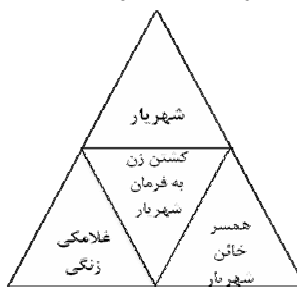 شهریار
کشتن زن
به فرمان
شهریار
غلامکی
زنگی
همسر
خائن
شهریار